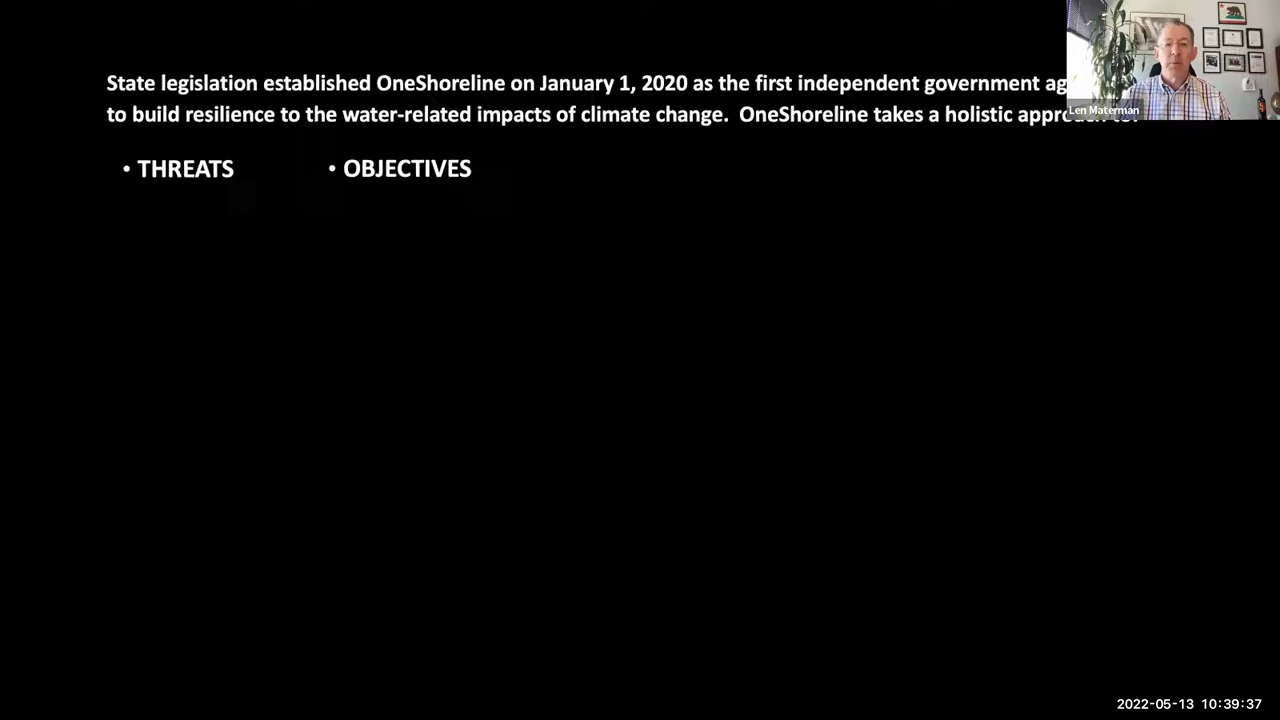 State legislation established OneShoreline on January 1, 2020 as the first independent government
to build resilience to the water-related impacts of climate change. OneShoreline takes a holistic
• THREATS • OBJECTIVES
Len Materman
2022-05-13 10:39:37